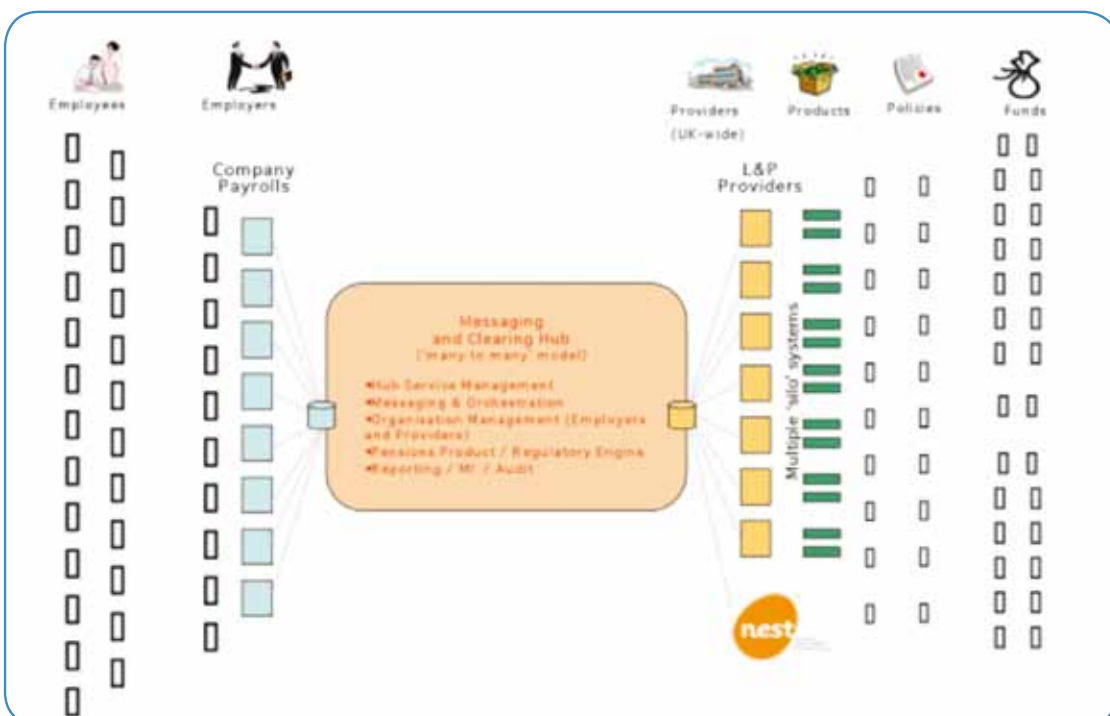 Employees
Employers
Providers
(UK-wide)
Products
Policies
Funds
Company
Payrolls
L&P
Providers
Messaging
and Clearing Hub
('many to many' model)
•Hub Service Management
•Messaging & Orchestration
•Organisation Management (Employers
and Providers)
•Pensions Product / Regulatory Engine
•Reporting / MI / Audit
Multiple 'silo' systems
nest